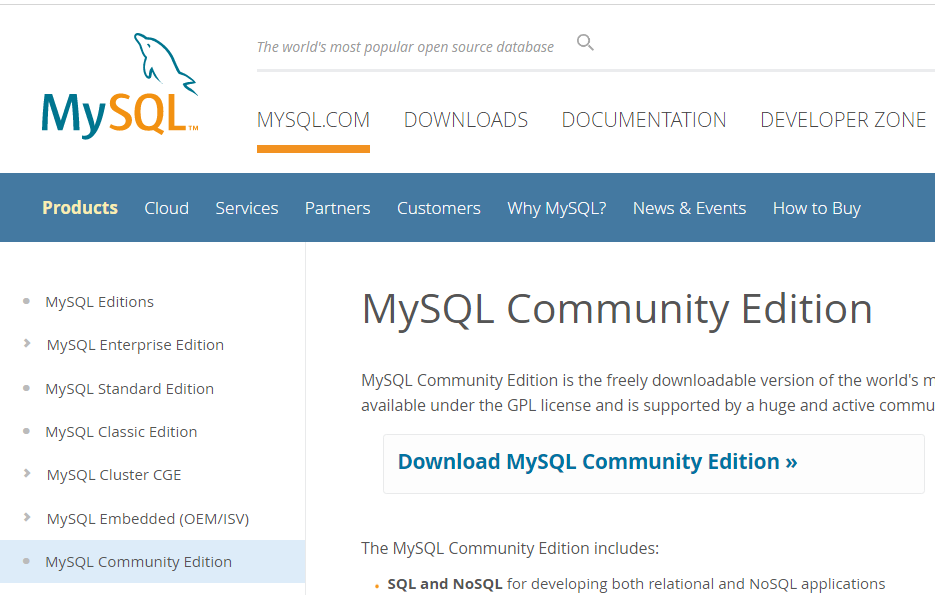 The world's most popular open source database
MySQL™
MYSQL.COM DOWNLOADS DOCUMENTATION DEVELOPER ZONE
Products Cloud Services Partners Customers Why MySQL? News & Events How to Buy
MySQL Editions
MySQL Enterprise Edition
MySQL Standard Edition
MySQL Classic Edition
MySQL Cluster CGE
MySQL Embedded (OEM/ISV)
MySQL Community Edition
MySQL Community Edition
MySQL Community Edition is the freely downloadable version of the world's m
available under the GPL license and is supported by a huge and active commu
Download MySQL Community Edition »
The MySQL Community Edition includes:
SQL and NoSQL for developing both relational and NoSQL applications